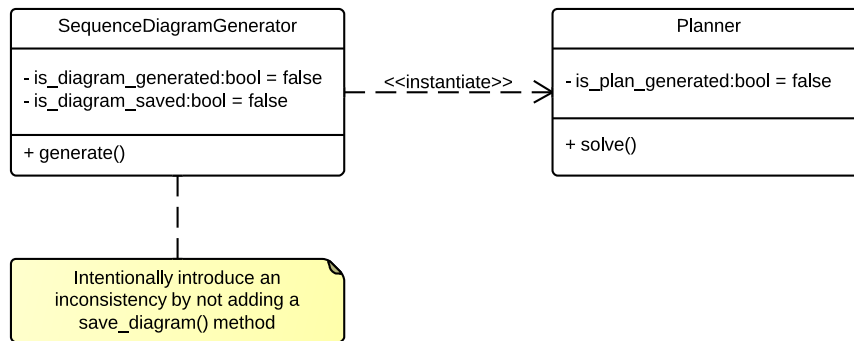 SequenceDiagramGenerator
- is_diagram_generated:bool = false
- is_diagram_saved:bool = false
+ generate()
<<instantiate>>
Planner
- is_plan_generated:bool = false
+ solve()
Intentionally introduce an
inconsistency by not adding a
save_diagram() method